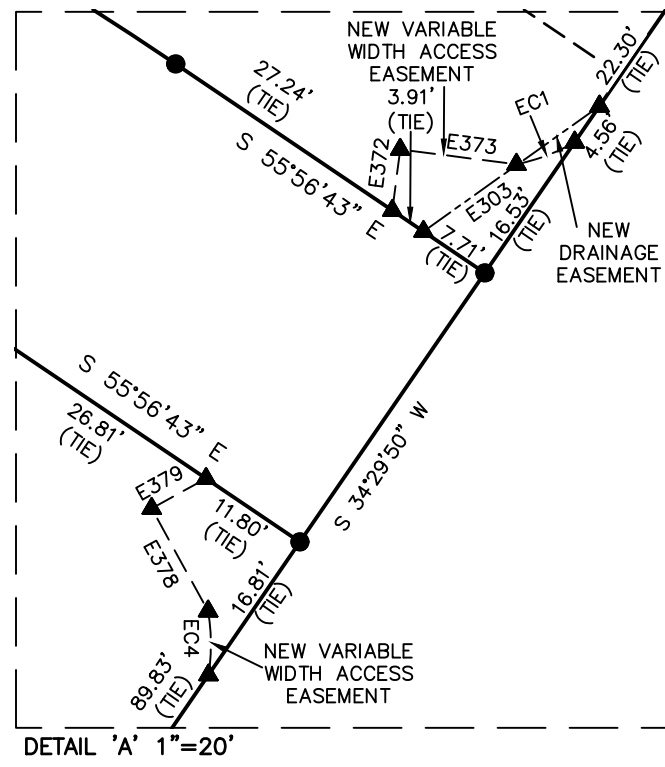 NEW VARIABLE
WIDTH ACCESS
EASEMENT
27.24'
(TIE)
3.91'
(TIE)
22.30'
(TIE)
EC1
E373
E372
4.56'
(TIE)
S 55°56'43" E
E303
16.53'
(TIE)
7.71'
(TIE)
NEW
DRAINAGE
EASEMENT
S 55°56'43" E
26.81'
(TIE)
S 34°29'50" W
E379
11.80'
(TIE)
E378
16.81'
(TIE)
EC4
NEW VARIABLE
WIDTH ACCESS
EASEMENT
89.83'
(TIE)
DETAIL 'A' 1"=20'